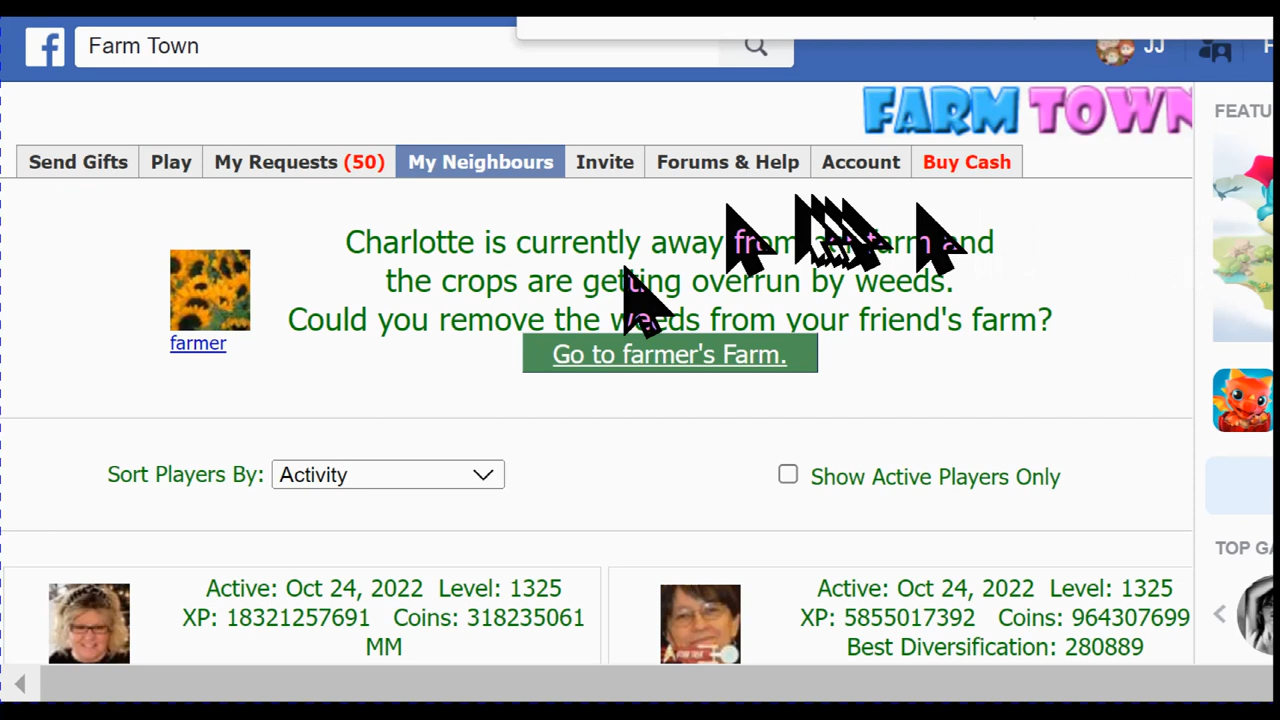 Farm Town
JJ
FARM TOWN
FEATU
Send Gifts Play My Requests (50) My Neighbours Invite Forums & Help Account Buy Cash
Charlotte is currently away from farm and
the crops are getting overrun by weeds.
Could you remove the weeds from your friend's farm?
farmer
Go to farmer's Farm.
Sort Players By: Activity
Show Active Players Only
TOP GA
Active: Oct 24, 2022 Level: 1325
XP: 18321257691 Coins: 318235061
MM
Active: Oct 24, 2022 Level: 1325
XP: 5855017392 Coins: 964307699
Best Diversification: 280889